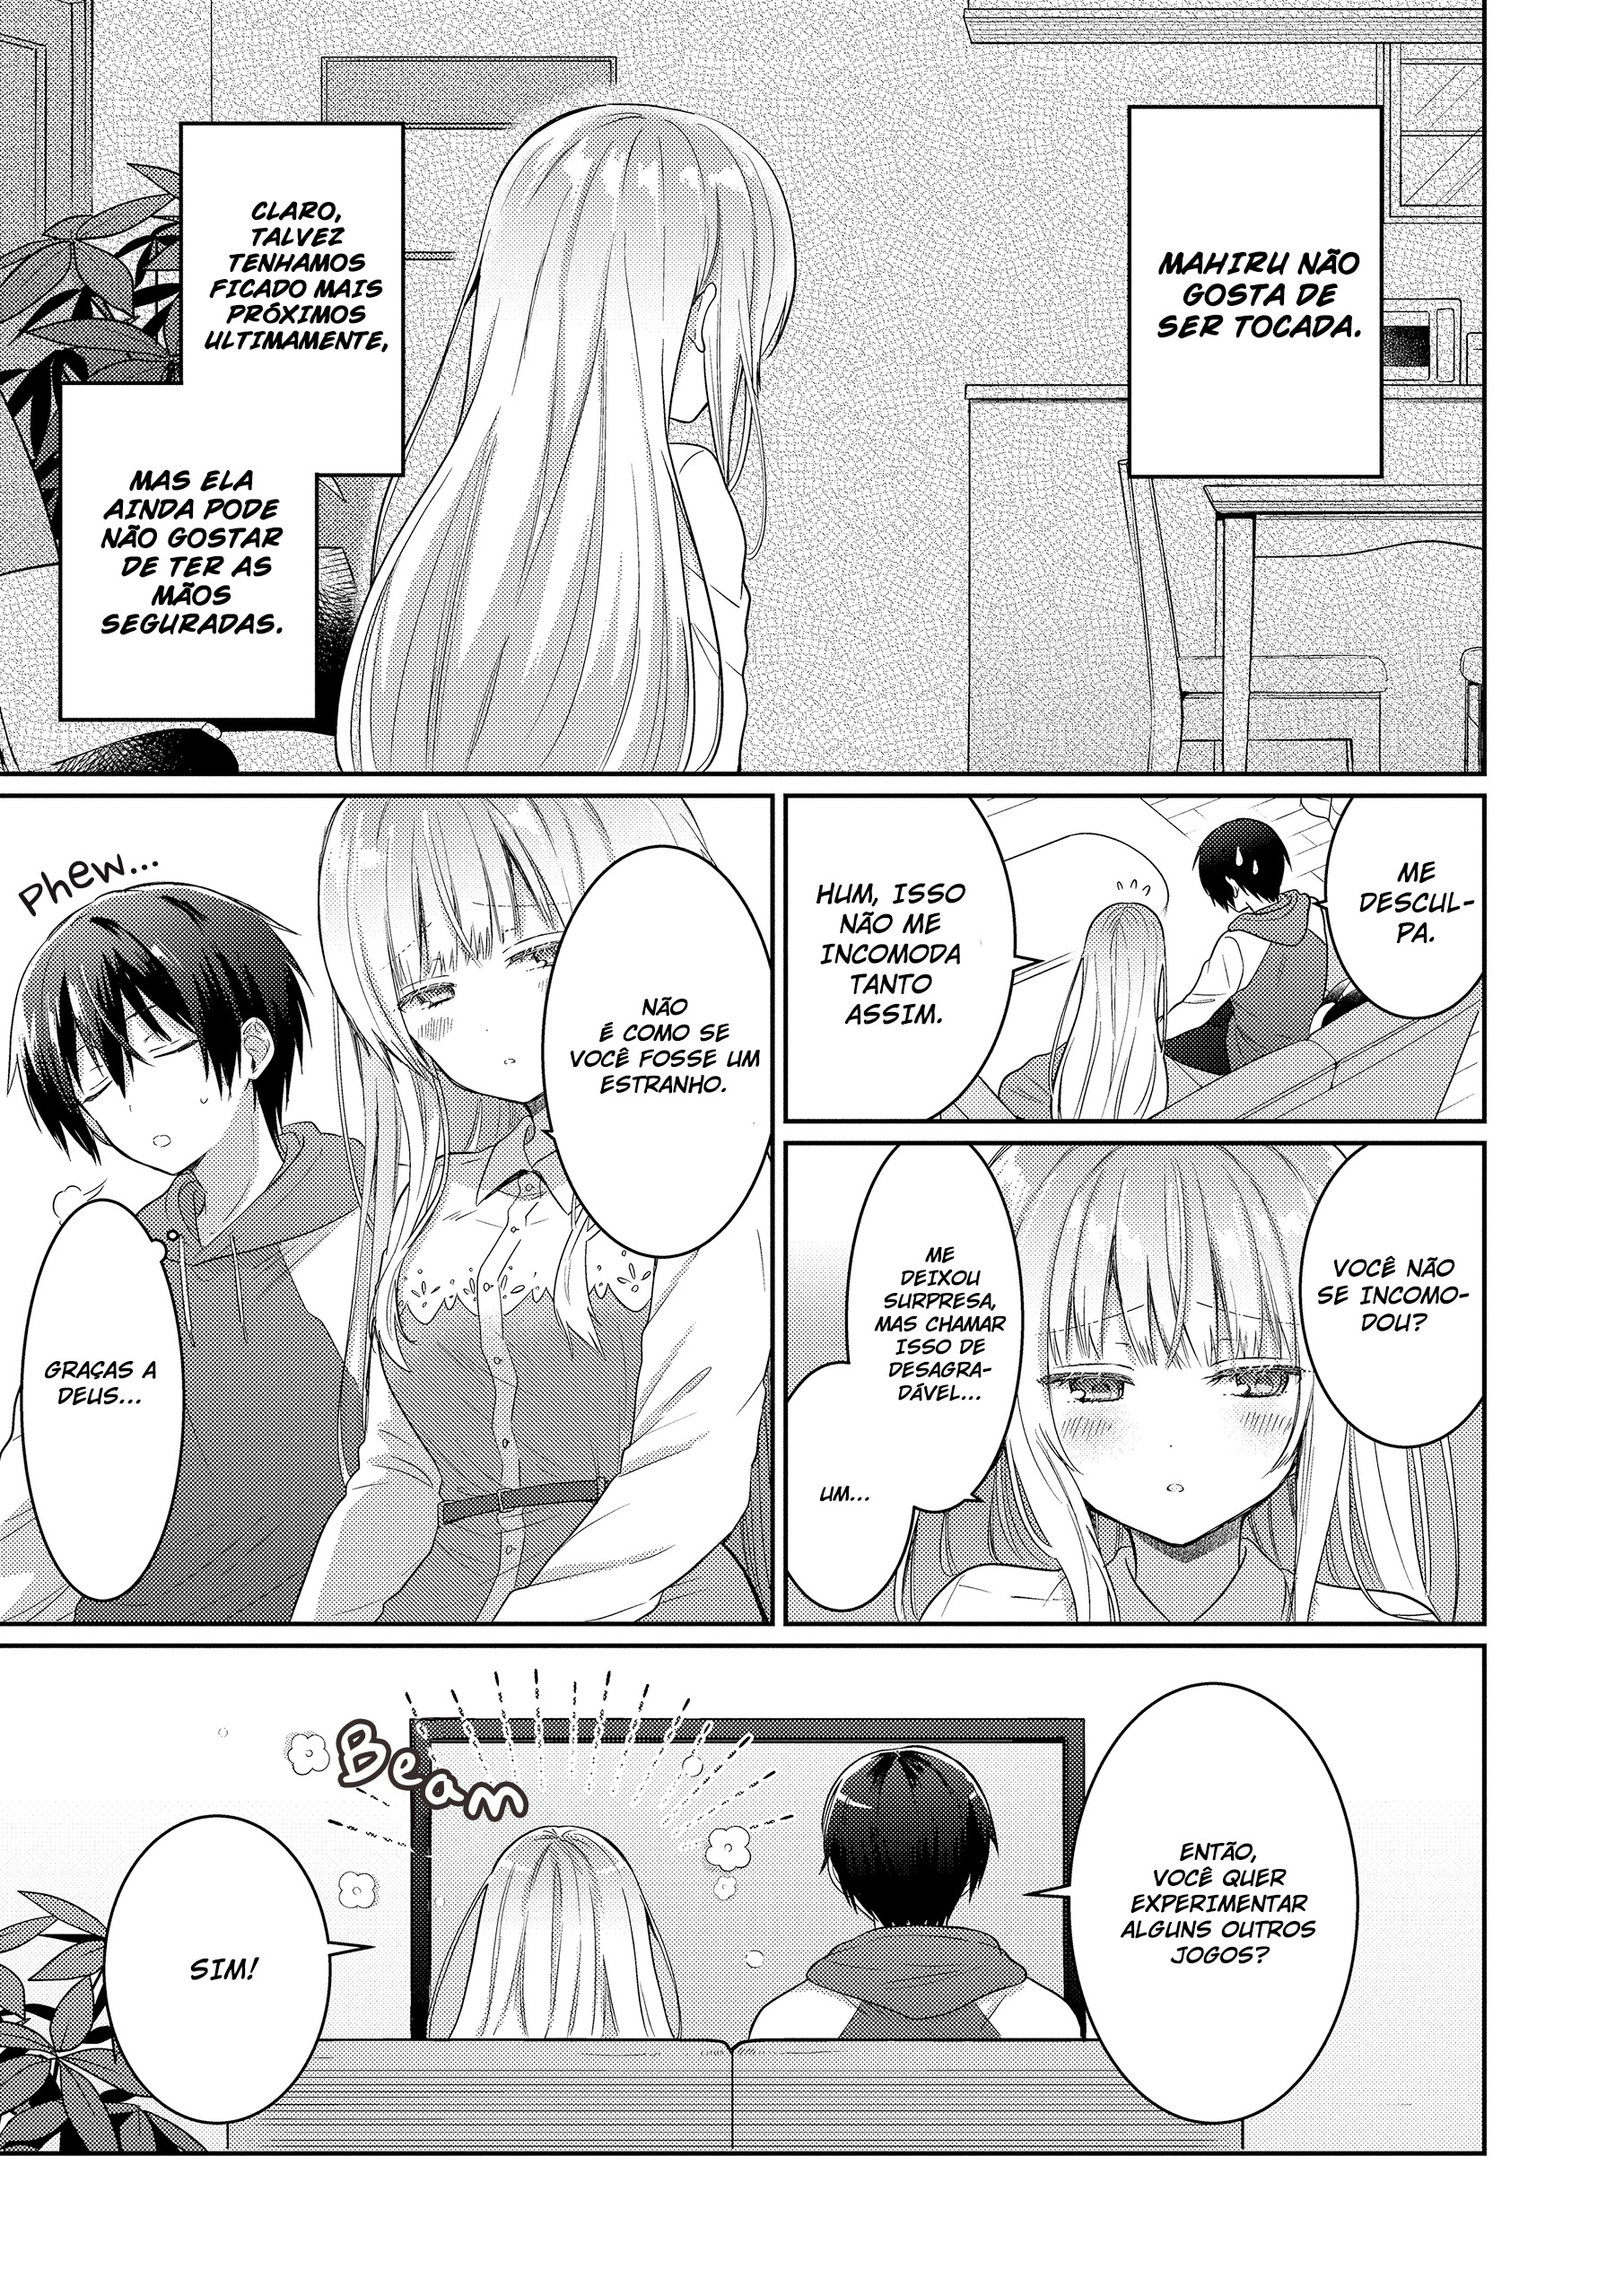 MAHIRU NÃO
GOSTA DE
SER TOCADA.
CLARO,
TALVEZ
TENHAMOS
FICADO MAIS
PRÓXIMOS
ULTIMAMENTE,
MAS ELA
AINDA PODE
NÃO GOSTAR
DE TER AS
MÃOS
SEGURADAS.
ME
DESCUL-
PA.
HUM, ISSO
NÃO ME
INCOMODA
TANTO
ASSIM.
VOCÊ NÃO
SE INCOMO-
DOU?
ME
DEIXOU
SURPRESA,
MAS CHAMAR
ISSO DE
DESAGRA-
DÁVEL...
UM...
NÃO
É COMO SE
VOCÊ FOSSE UM
ESTRANHO.
Phew...
GRAÇAS A
DEUS...
ENTÃO,
VOCÊ QUER
EXPERIMENTAR
ALGUNS OUTROS
JOGOS?
Beam
SIM!